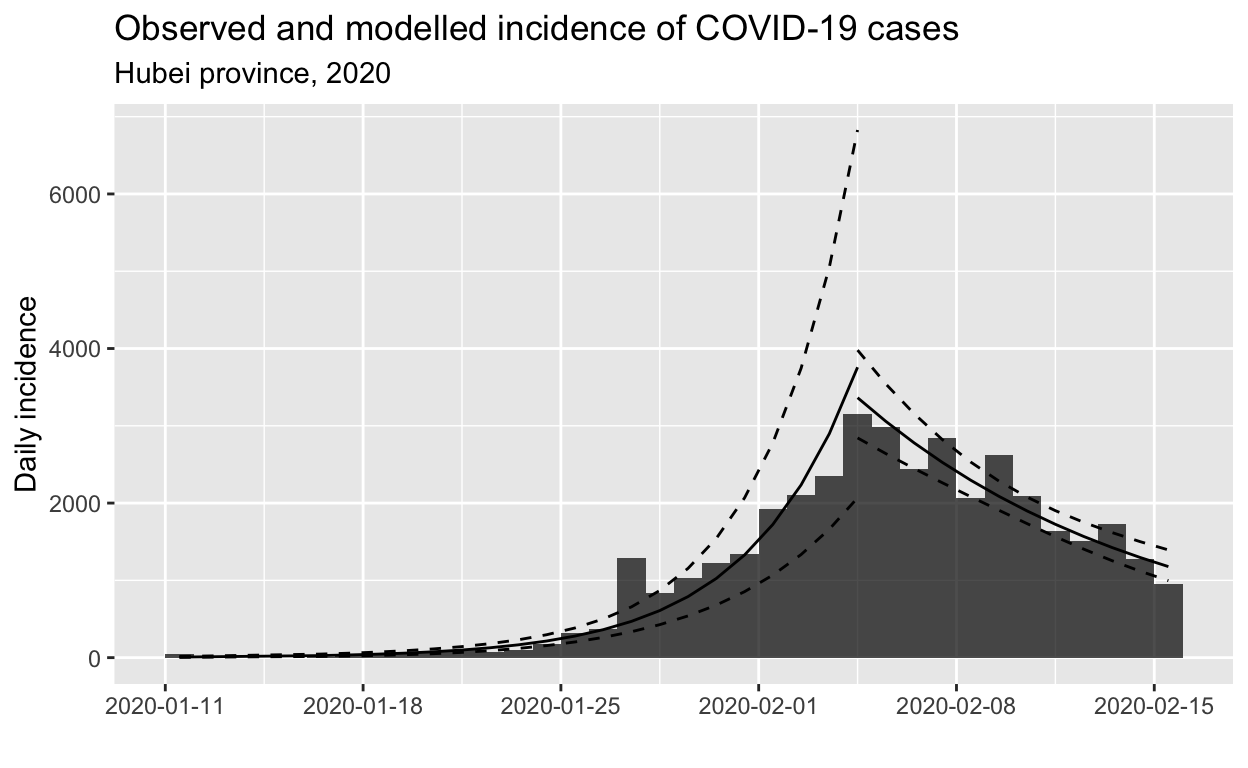 Observed and modelled incidence of COVID-19 cases
Hubei province, 2020
Daily incidence
6000
4000
2000
0
2020-01-11 2020-01-18 2020-01-25 2020-02-01 2020-02-08 2020-02-15